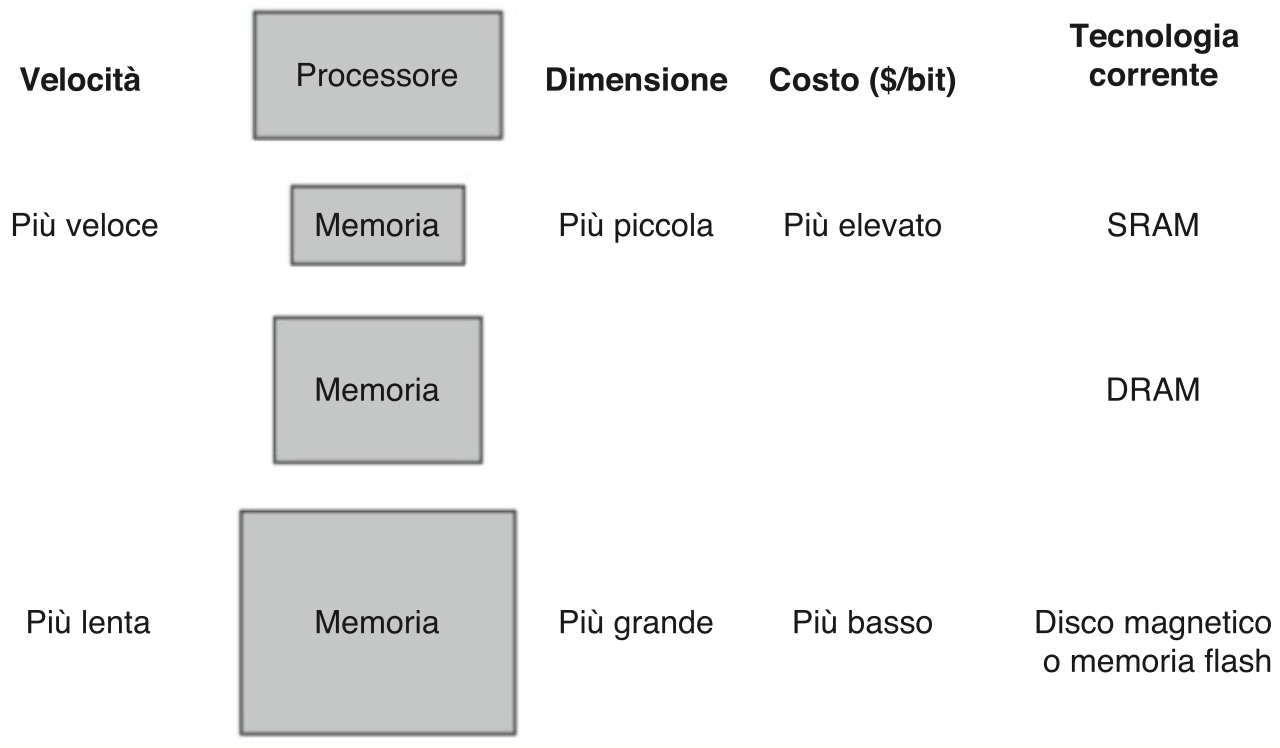 Velocità
Processore
Dimensione
Costo ($/bit)
Tecnologia
corrente
Più veloce
Memoria
Più piccola
Più elevato
SRAM
Memoria
DRAM
Più lenta
Memoria
Più grande
Più basso
Disco magnetico
o memoria flash